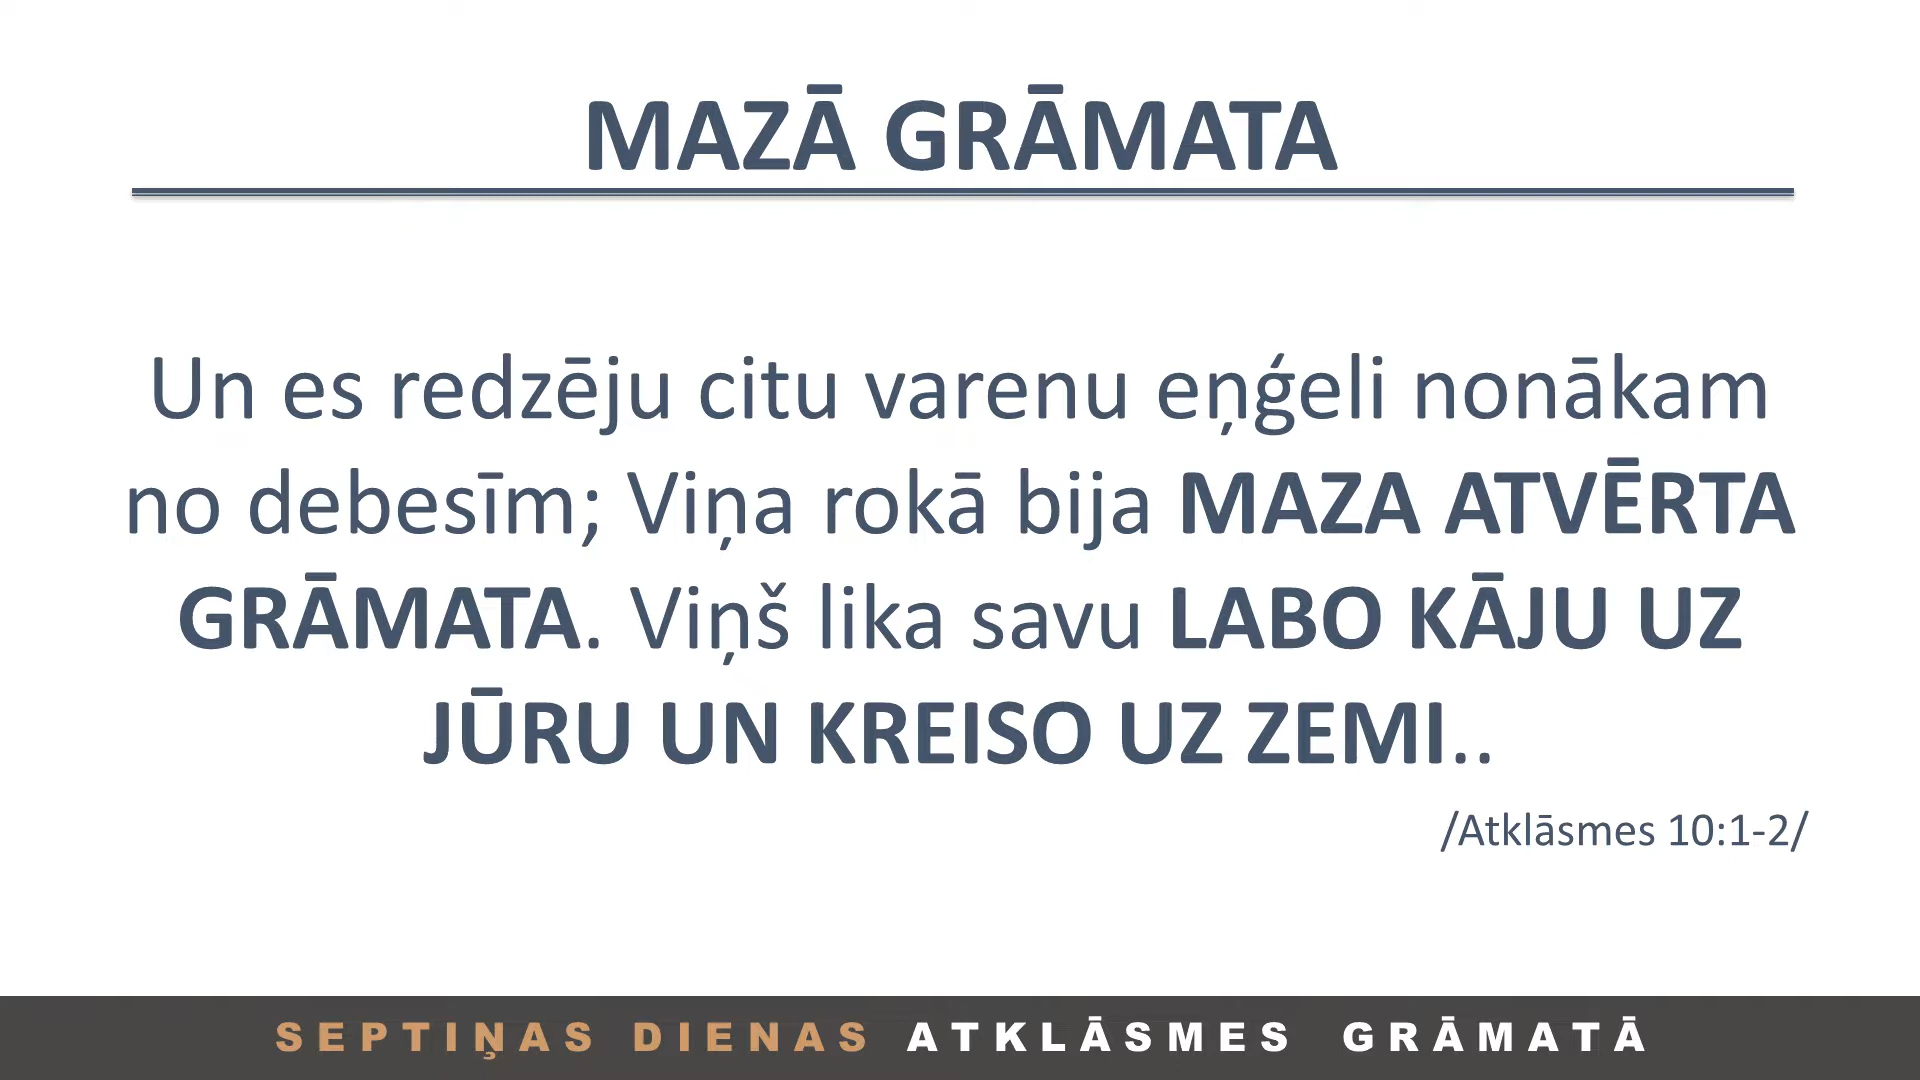 MAZĀ GRĀMATA
Un es redzēju citu varenu eņģeli nonākam
no debesīm; Viņa rokā bija MAZA ATVĒRTA
GRĀMATA. Viņš lika savu LABO KĀJU UZ
JŪRU UN KREISO UZ ZEMI..
/Atklāsmes 10:1-2/
SEPTIŅAS DIENAS ATKLĀSMES GRĀMATĀ